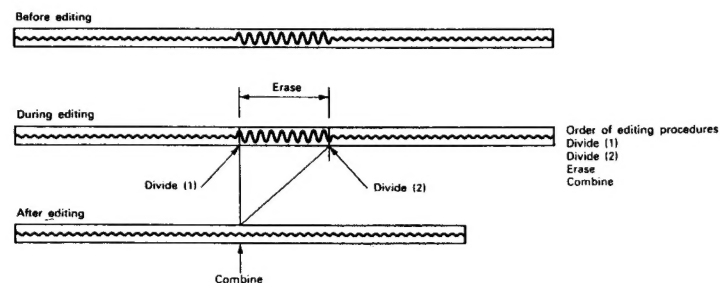 Before editing
Erase
During editing
Order of editing procedures
Divide (1)
Divide (2)
Erase
Combine
Divide (1)
Divide (2)
After editing
Combine